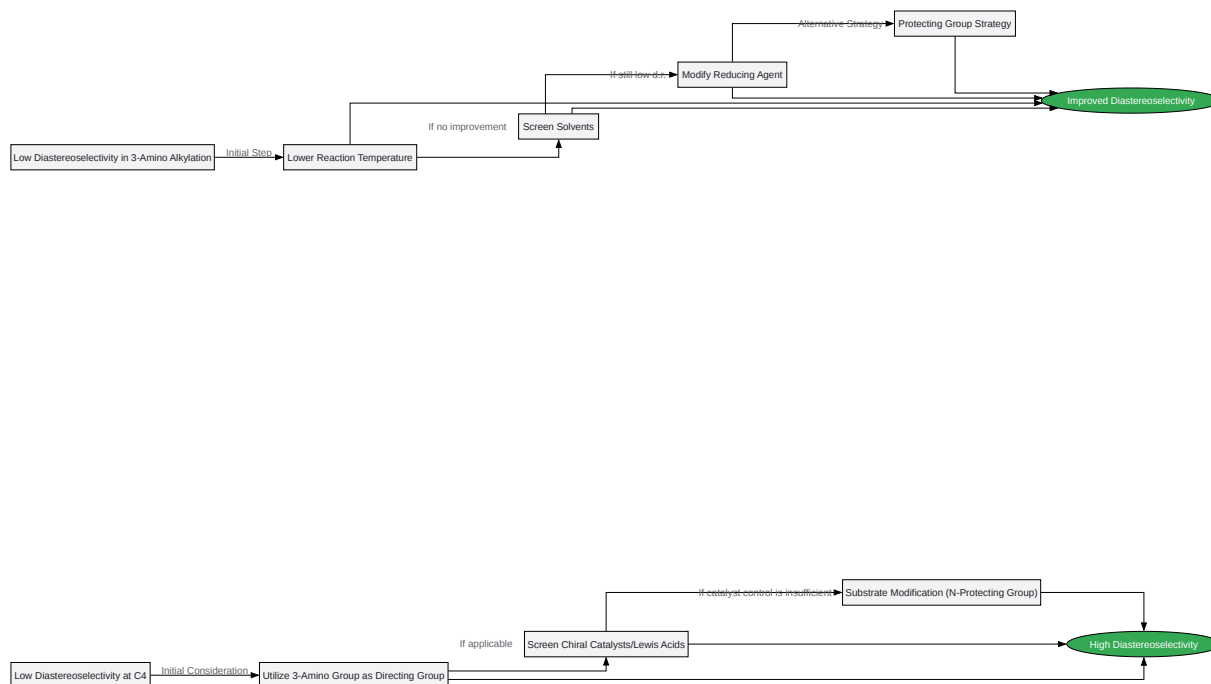 Alternative Strategy
Protecting Group Strategy
If still low d.r.
Modify Reducing Agent
Improved Diastereoselectivity
If no improvement
Screen Solvents
Low Diastereoselectivity in 3-Amino Alkylation
Initial Step
Lower Reaction Temperature
If catalyst control is insufficient
Substrate Modification (N-Protecting Group)
If applicable
Screen Chiral Catalysts/Lewis Acids
High Diastereoselectivity
Low Diastereoselectivity at C4
Initial Consideration
Utilize 3-Amino Group as Directing Group